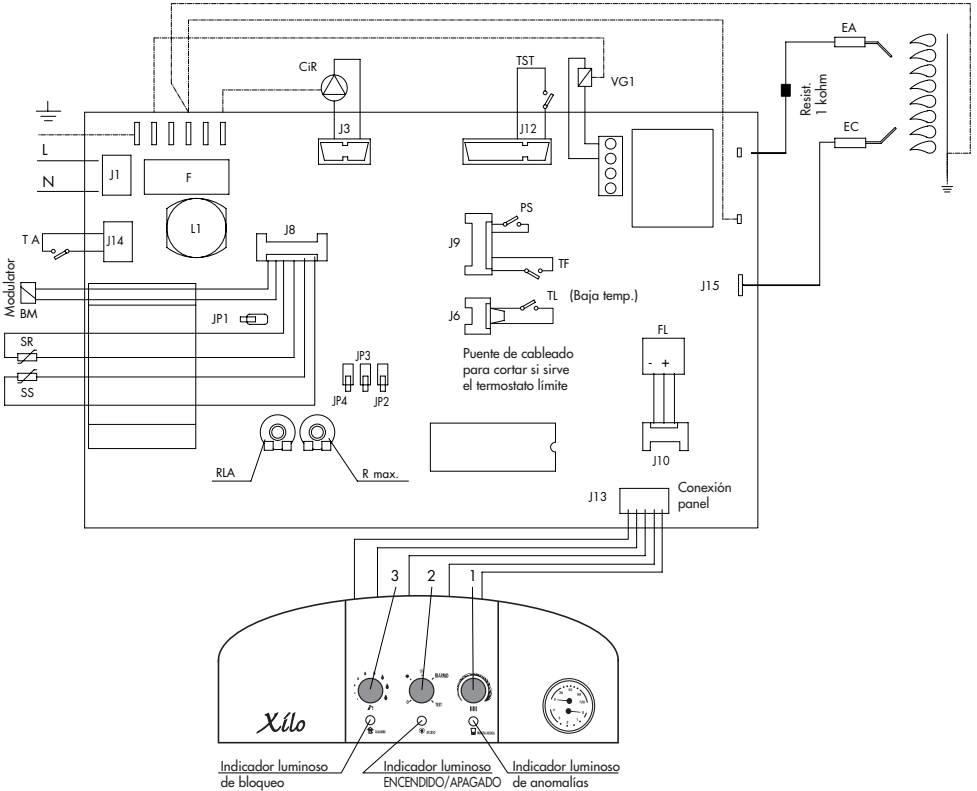 EA
CiR
TST
VG1
Resist.
1 kohm
EC
J3
J12
L
N
J1
F
L1
T A
J14
J8
PS
J9
TF
J15
Modulator
BM
TL (Baja temp.)
J6
JP1
SR
FL
- +
SS
JP3
JP4
JP2
Puente de cableado
para cortar si sirve
el termostato límite
RLA
R max.
J10
J13
Conexión
panel
3
2
1
RIARMO
TEST
Xílo
Indicador luminoso
de bloqueo
Indicador luminoso
ENCENDIDO/APAGADO
Indicador luminoso
de anomalías